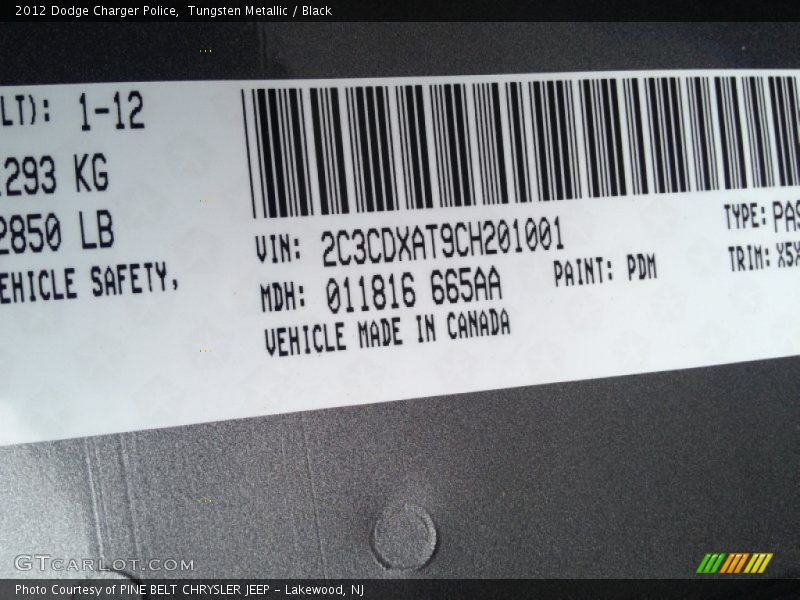 2012 Dodge Charger Police, Tungsten Metallic / Black
LT): 1-12
293 KG
2850 LB
EHICLE SAFETY,
VIN: 2C3CDXAT9CH201001
MDH: 011816 665AA
VEHICLE MADE IN CANADA
PAINT: PDM
TYPE: PAS
TRIM: X5X
GTCARLOT.COM
Photo Courtesy of PINE BELT CHRYSLER JEEP - Lakewood, NJ